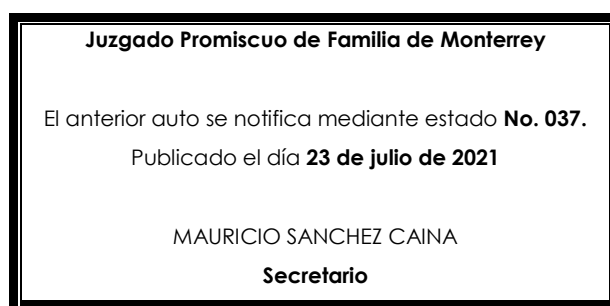 Juzgado Promiscuo de Familia de Monterrey
El anterior auto se notifica mediante estado No. 037.
Publicado el día 23 de julio de 2021
MAURICIO SANCHEZ CAINA
Secretario